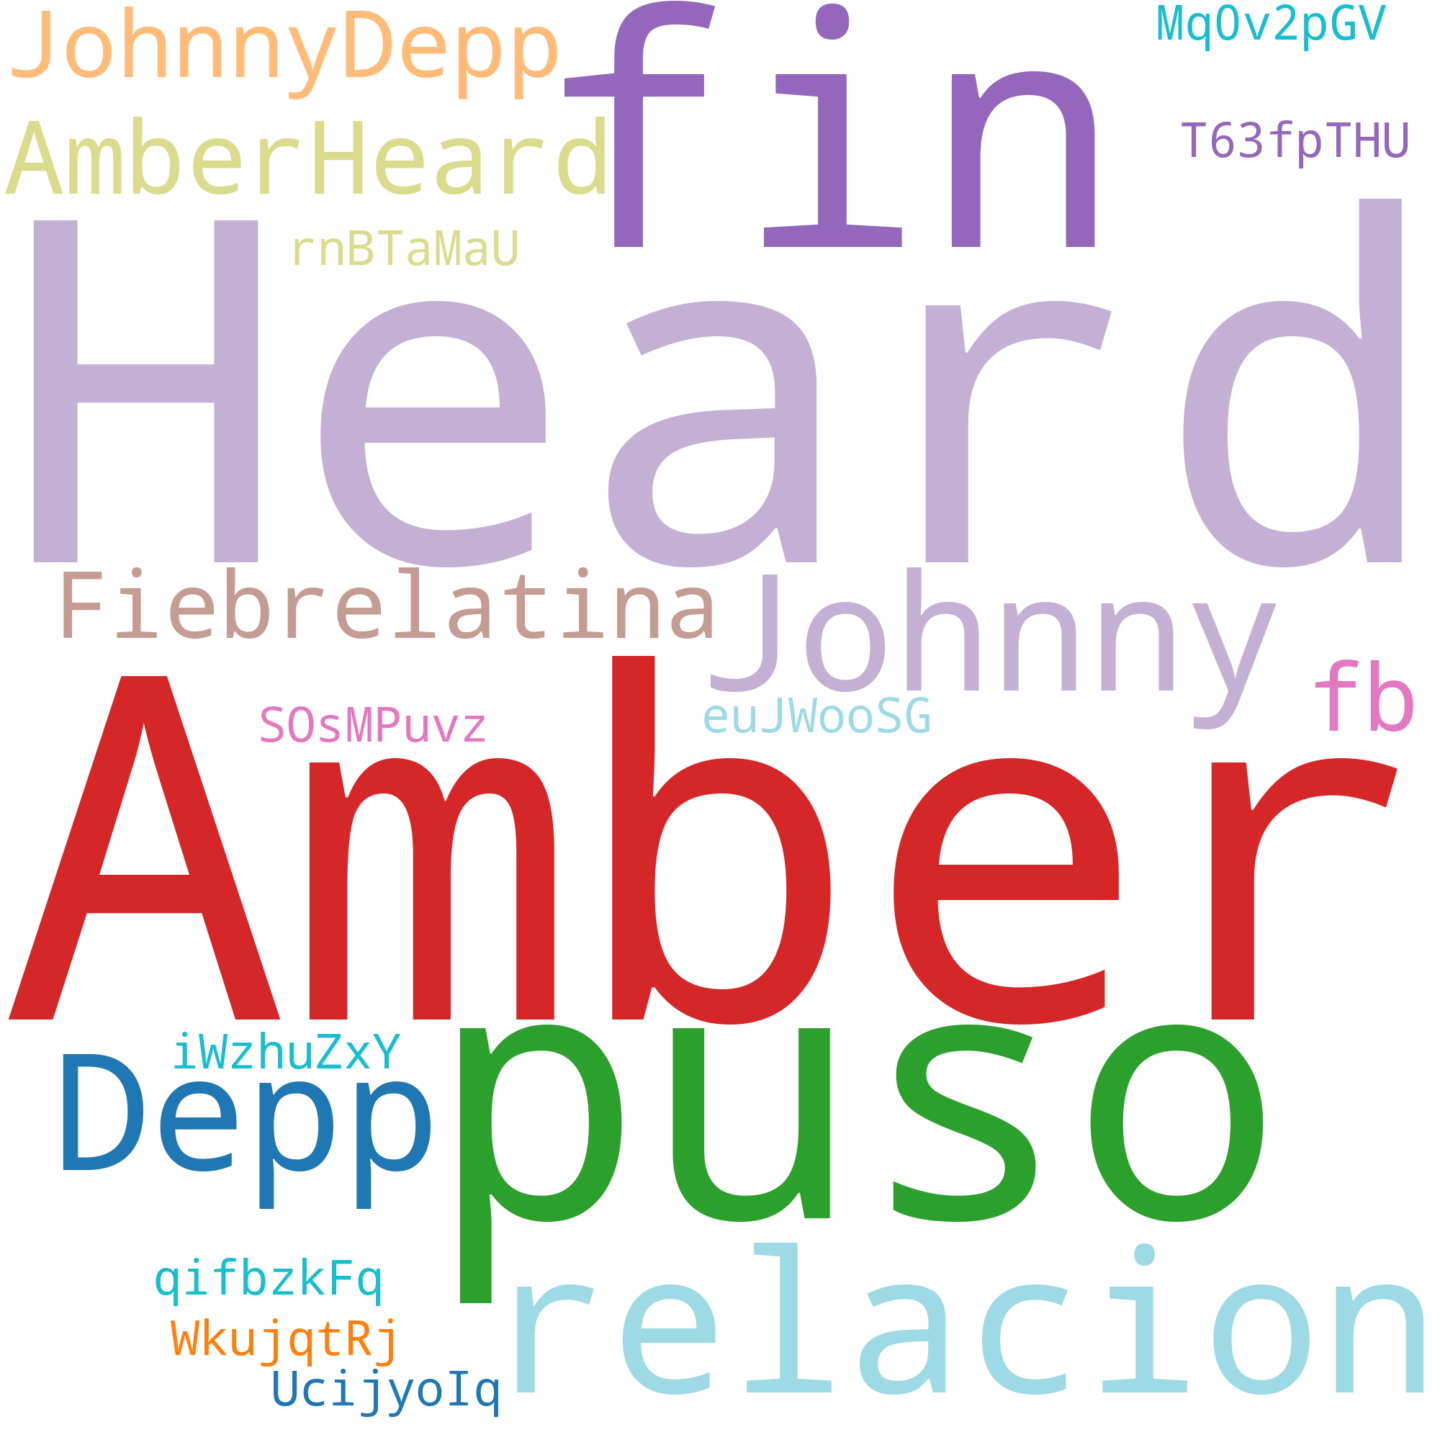 JohnnyDepp
fin
Mq0v2pGV
AmberHeard
T63fpTHU
rnBTaMaU
Heard
Fiebrelatina
Johnny
fb
SOsMPuvz
euJWooSG
Amber
iWzhuZxY
Depp
puso
qifbzkFq
relacion
WkujqtRj
UcijyoIq